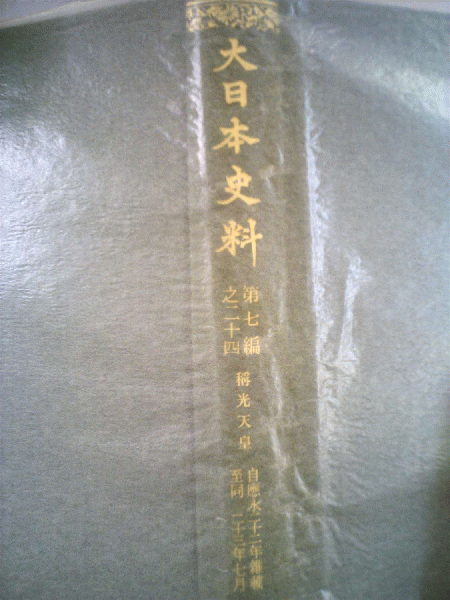 大日本史料
第七編
之二十四
稱光天皇
自應永二十二年雜載
至同 二十三年七月